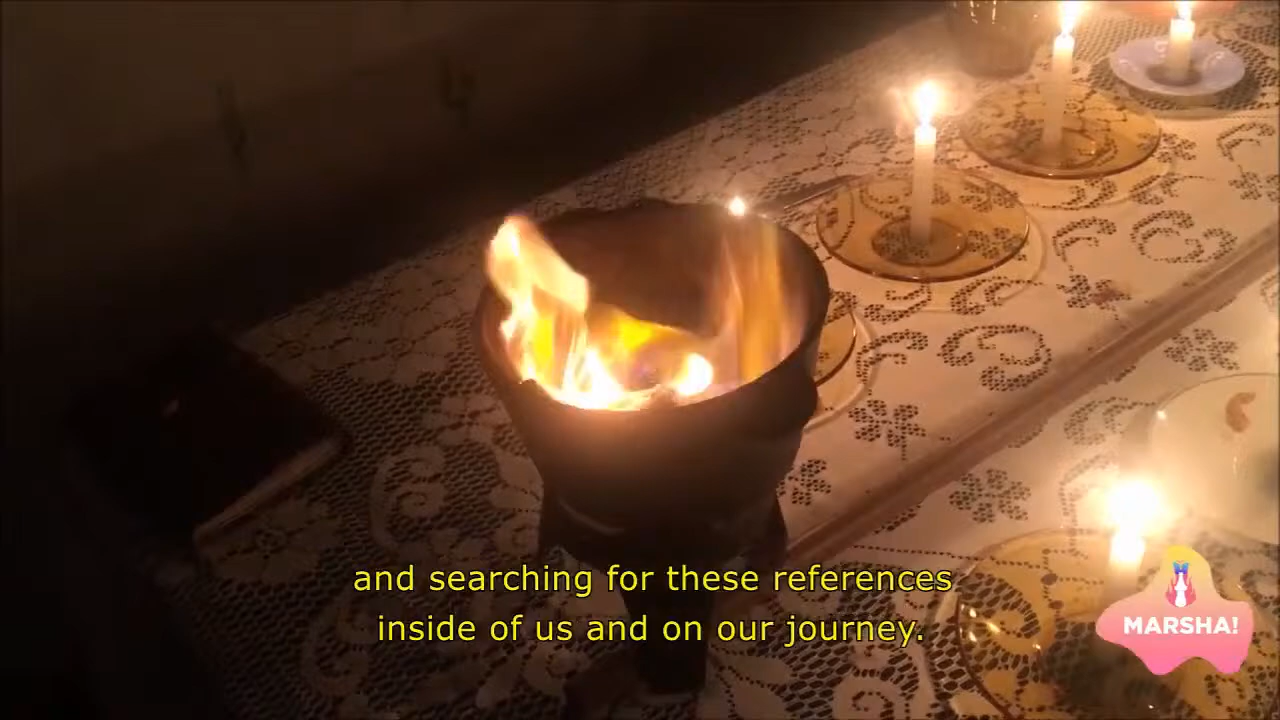 and searching for these references
inside of us and on our journey.
MARSHA!